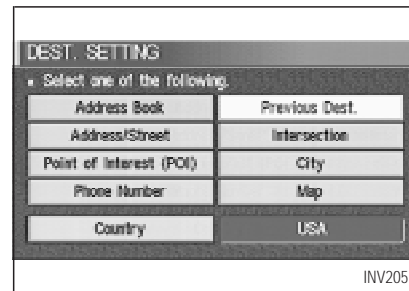 DEST. SETTING
Select one of the following.
Address Book Previous Dest.
Address/Street Intersection
Point of Interest (POI) City
Phone Number Map
Country USA
INV205